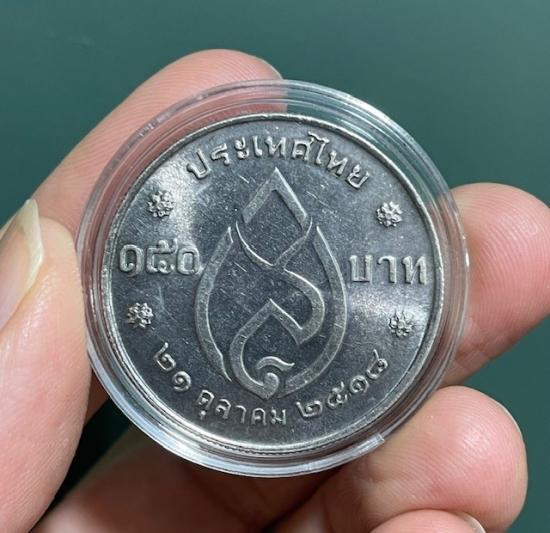 ประเทศไทย
๑๕๐ บาท
๒๑ ตุลาคม ๒๕๑๘